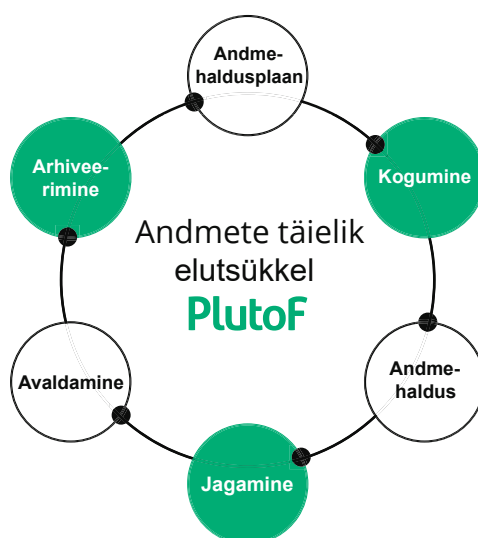 Andme-
haldusplaan
Arhivee-
rimine
Kogumine
Andmete täielik
elutsükkel
PlutoF
Avaldamine
Andme-
haldus
Jagamine